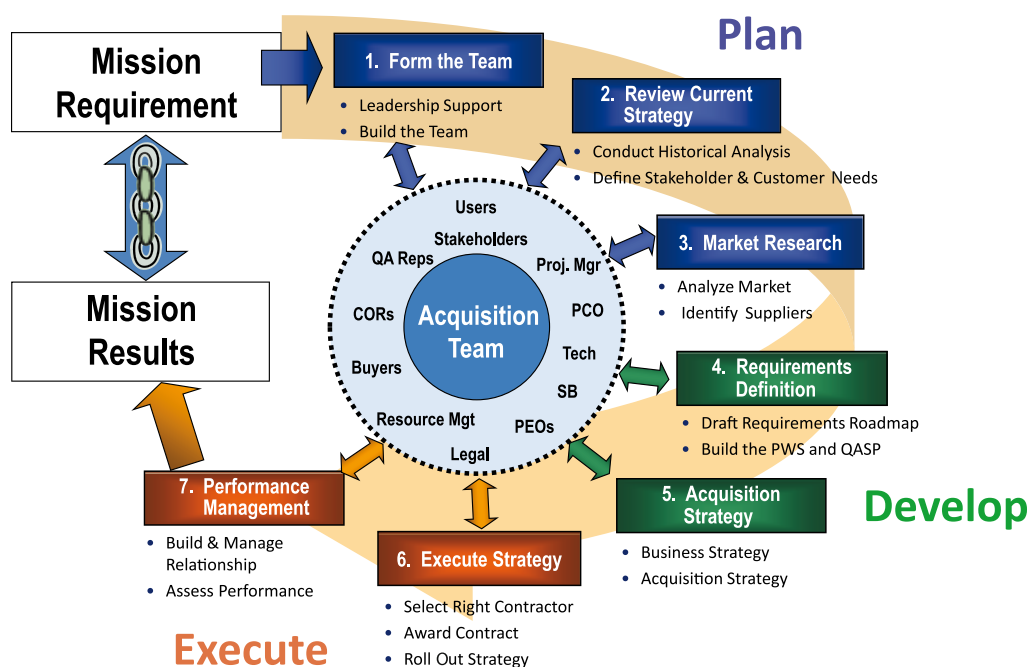 Plan
Mission
Requirement
1. Form the Team
• Leadership Support
• Build the Team
2. Review Current
Strategy
• Conduct Historical Analysis
• Define Stakeholder & Customer Needs
3. Market Research
• Analyze Market
• Identify Suppliers
Users
Stakeholders
QA Reps
Proj. Mgr
CORs
PCO
Acquisition
Team
Buyers
Tech
SB
Resource Mgt
PEOs
Legal
Mission
Results
4. Requirements
Definition
• Draft Requirements Roadmap
• Build the PWS and QASP
Develop
5. Acquisition
Strategy
• Business Strategy
• Acquisition Strategy
6. Execute Strategy
• Select Right Contractor
• Award Contract
• Roll Out Strategy
7. Performance
Management
• Build & Manage
Relationship
• Assess Performance
Execute